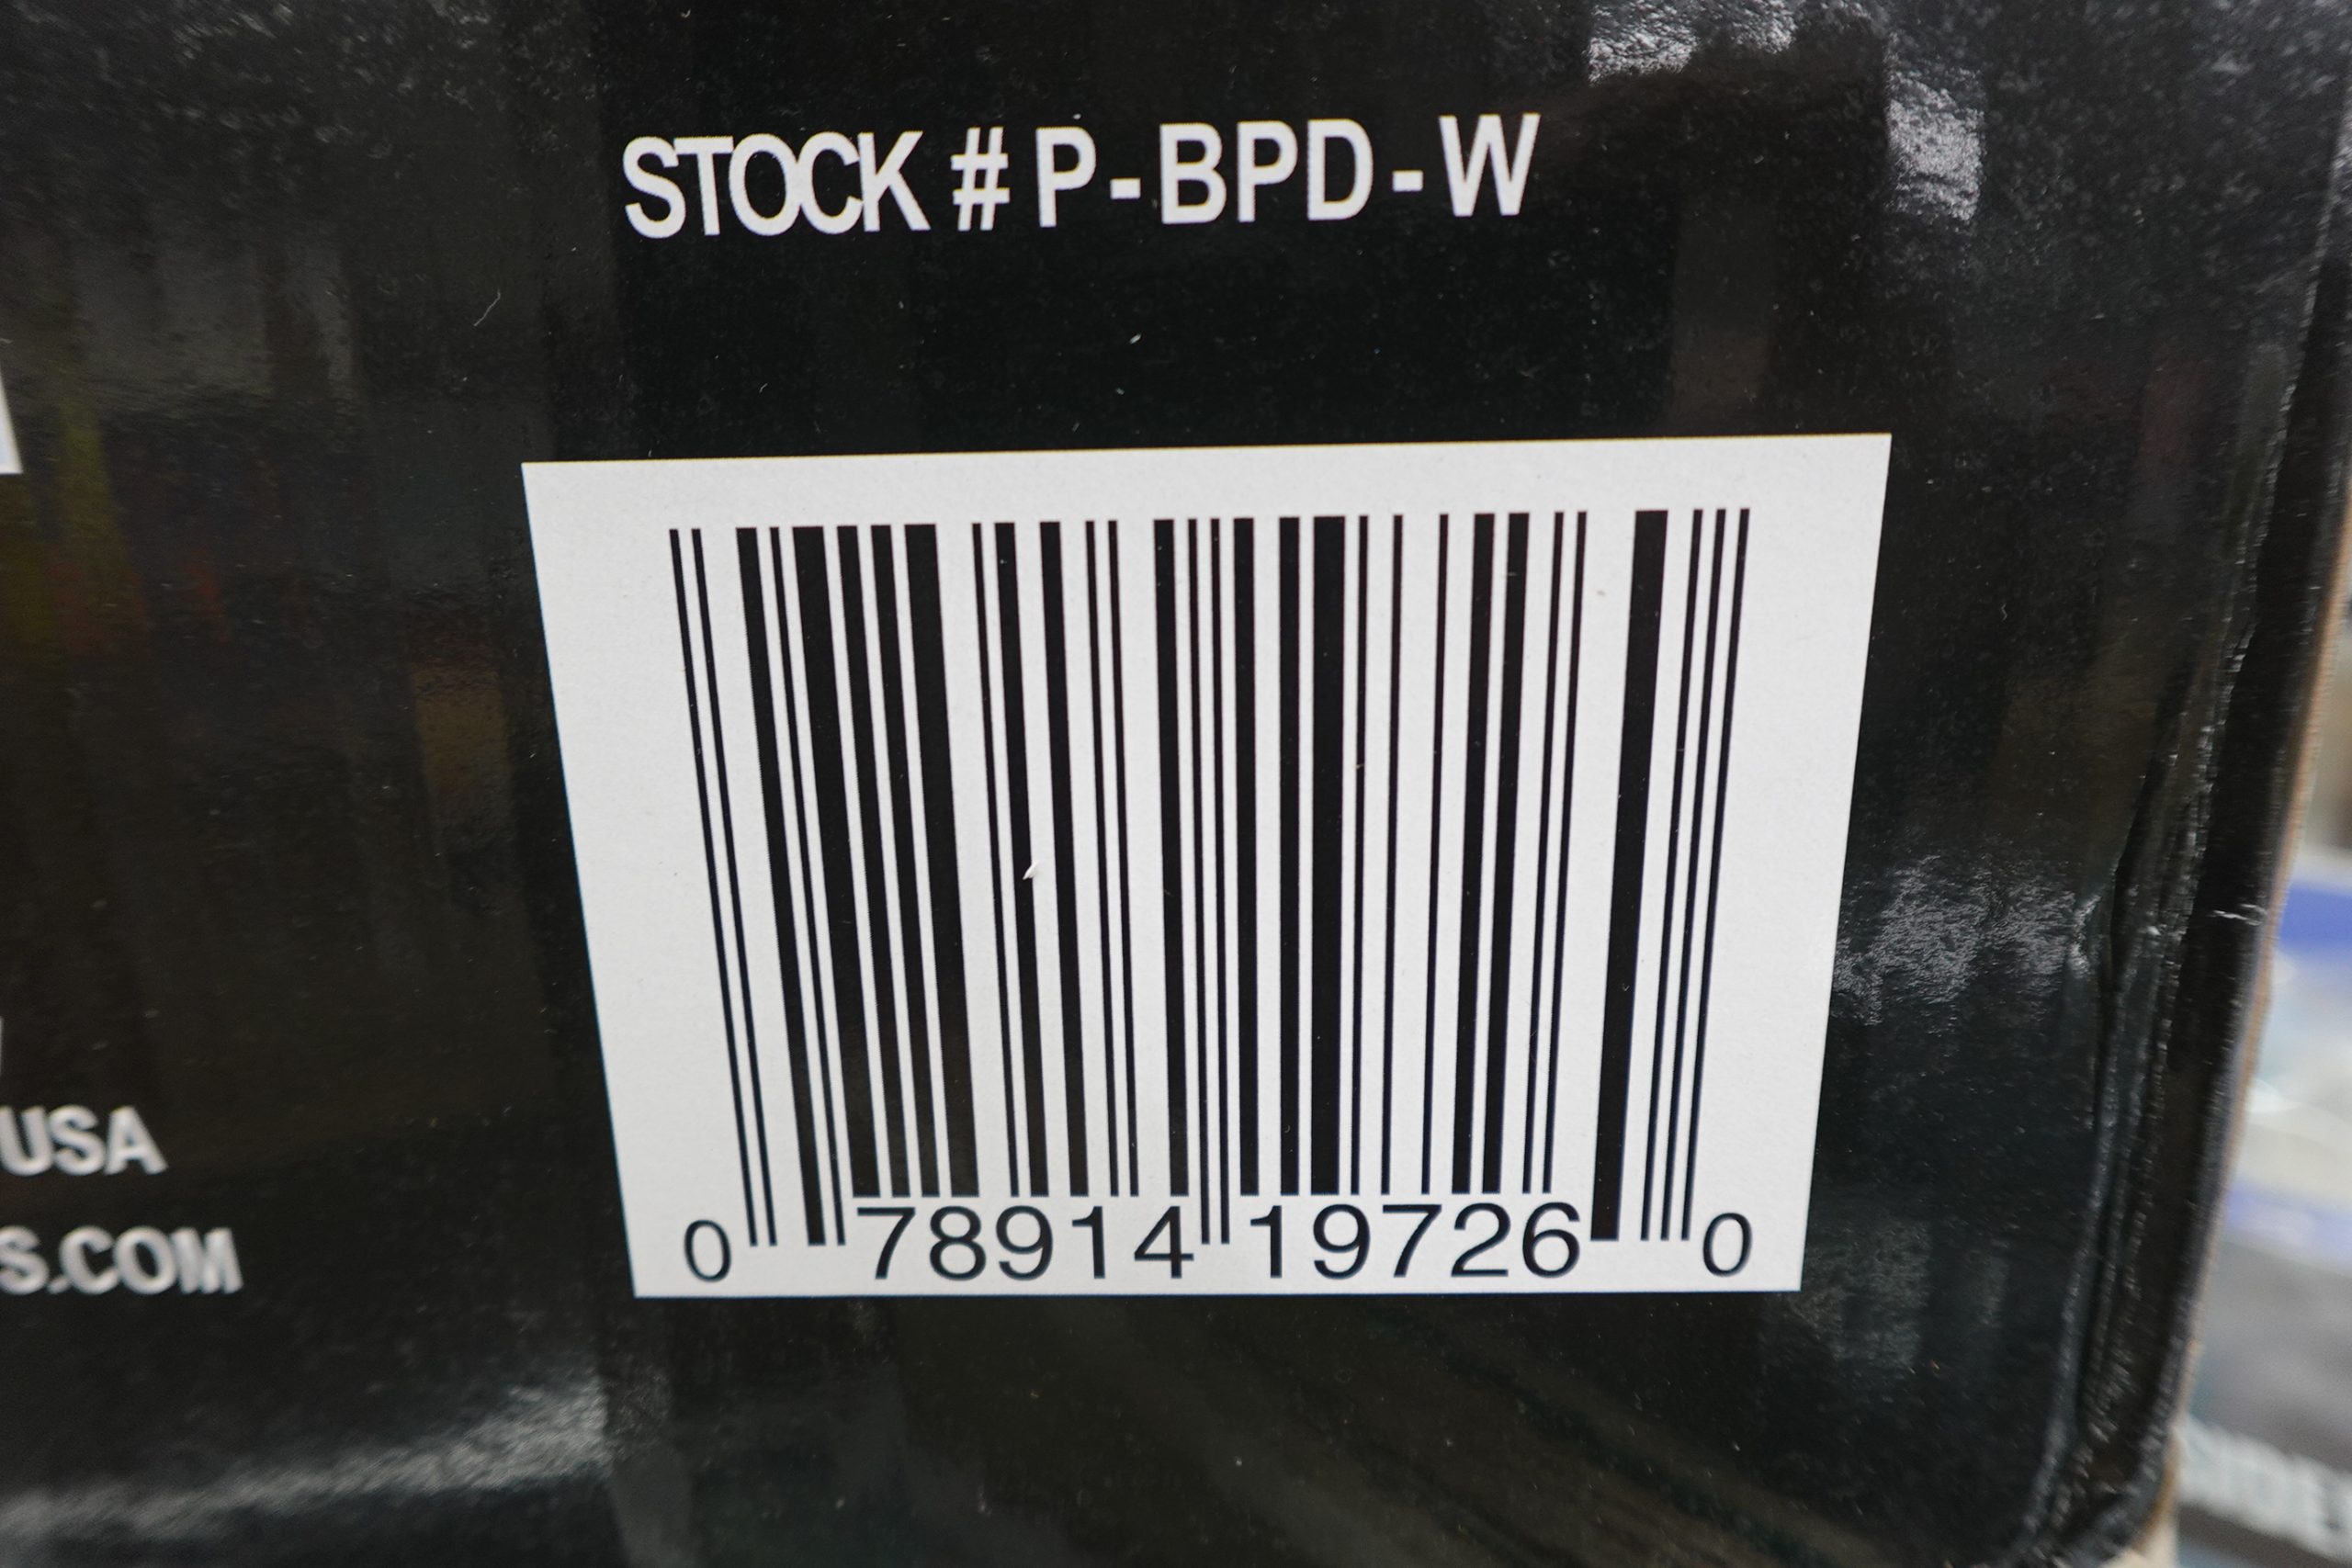 STOCK # P-BPD-W
USA
S.COM
0 78914 19726 0